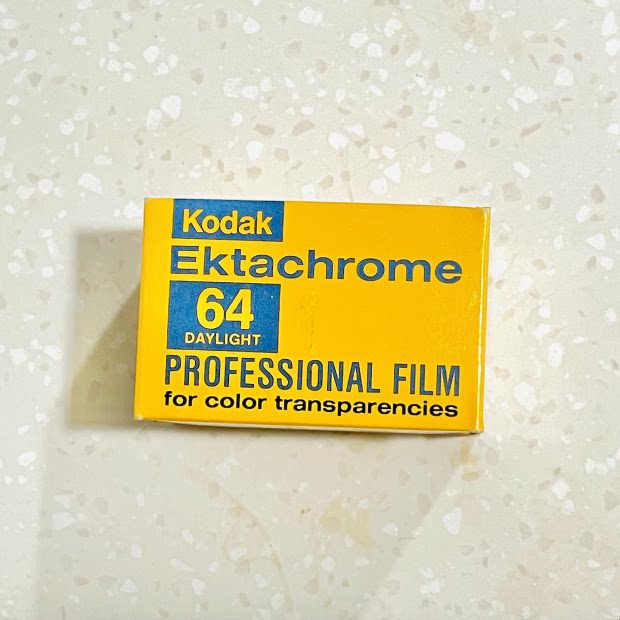 Kodak
Ektachrome
64
DAYLIGHT
PROFESSIONAL FILM
for color transparencies